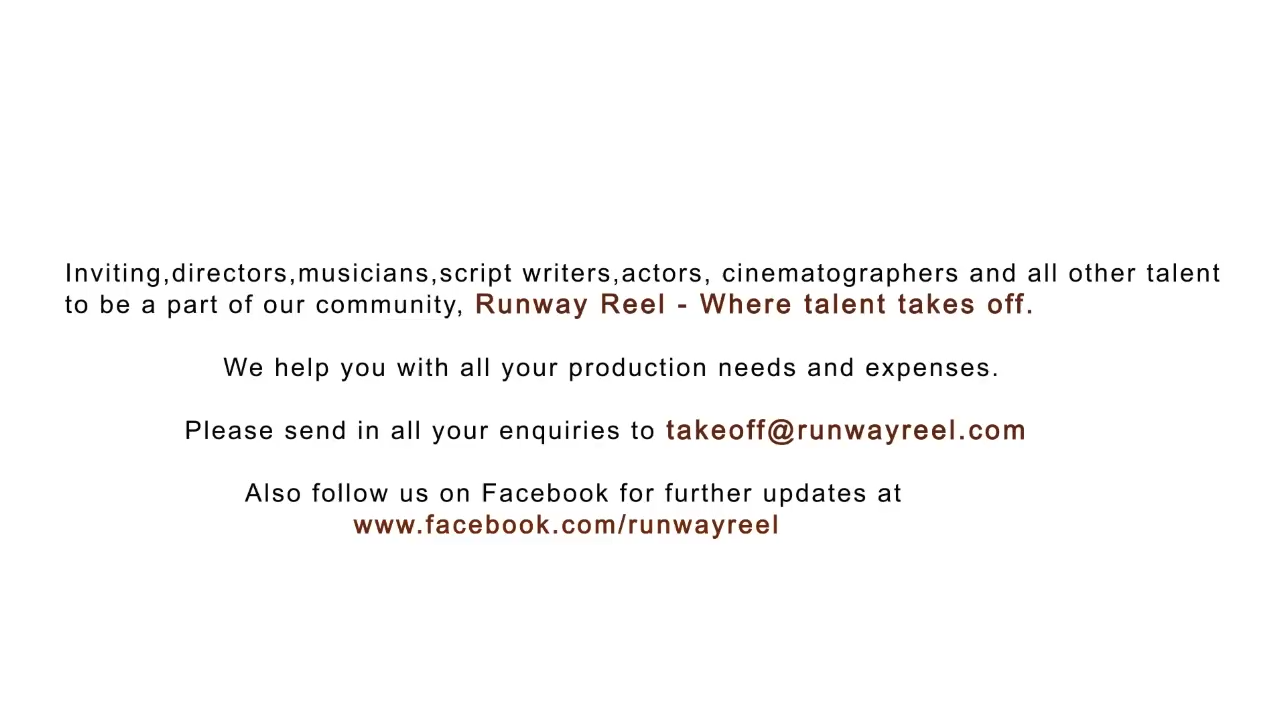 Inviting,directors,musicians,script writers,actors, cinematographers and all other talent
to be a part of our community, Runway Reel - Where talent takes off.
We help you with all your production needs and expenses.
Please send in all your enquiries to takeoff@runwayreel.com
Also follow us on Facebook for further updates at
www.facebook.com/runwayreel